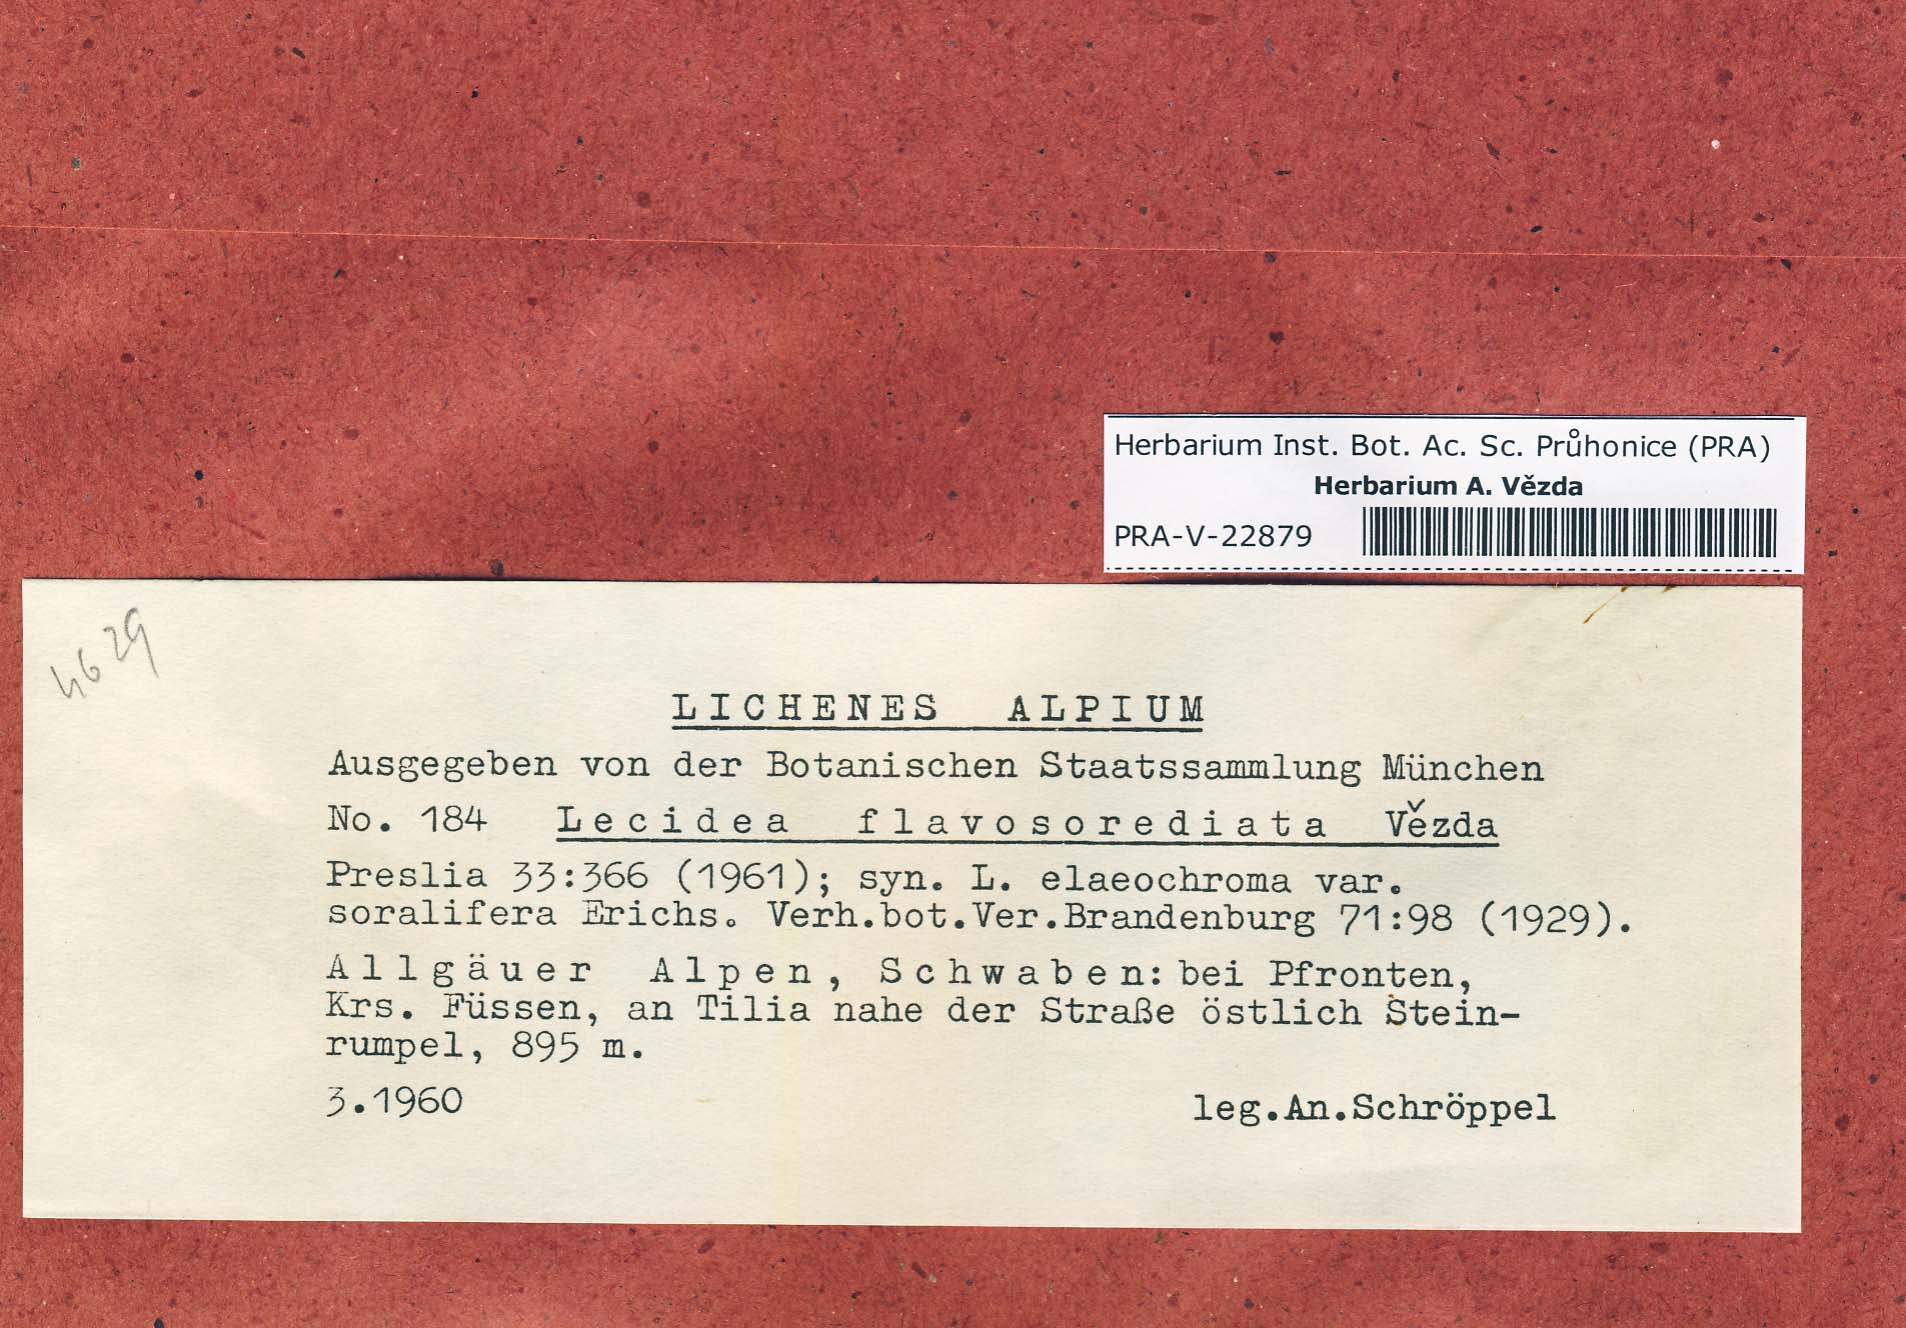 Herbarium Inst. Bot. Ac. Sc. Průhonice (PRA)
Herbarium A. Vězda
PRA-V-22879
4629
LICHENES ALPIUM
Ausgegeben von der Botanischen Staatssammlung München
No. 184 Lecidea flavosorediata Vězda
Preslia 33:366 (1961); syn. L. elaeochroma var.
soralifera Erichs. Verh.bot.Ver.Brandenburg 71:98 (1929).
Allgäuer Alpen, Schwaben: bei Pfronten,
Krs. Füssen, an Tilia nahe der Straße östlich Stein-
rumpel, 895 m.
3.1960
leg.An.Schröppel